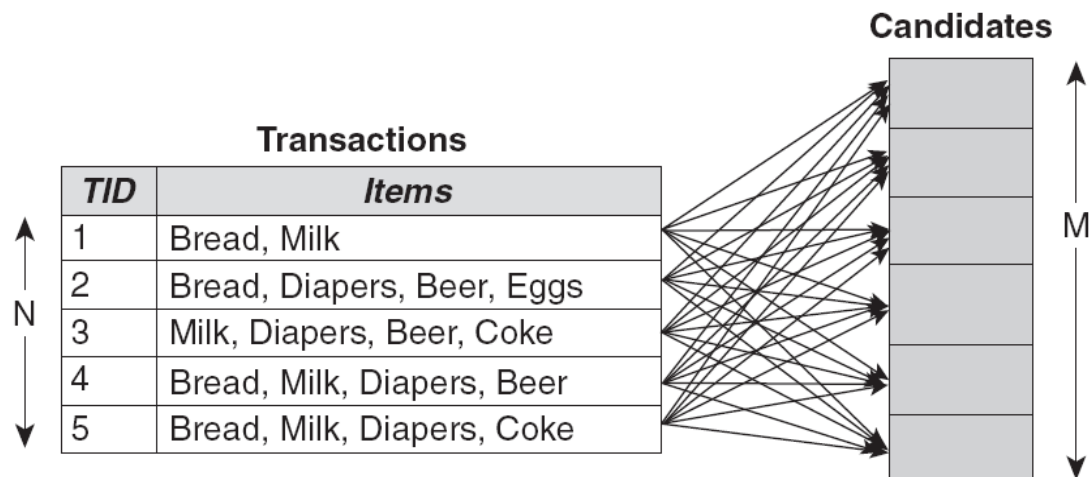 Candidates
Transactions
TID Items
1 Bread, Milk
2 Bread, Diapers, Beer, Eggs
3 Milk, Diapers, Beer, Coke
4 Bread, Milk, Diapers, Beer
5 Bread, Milk, Diapers, Coke
N
M